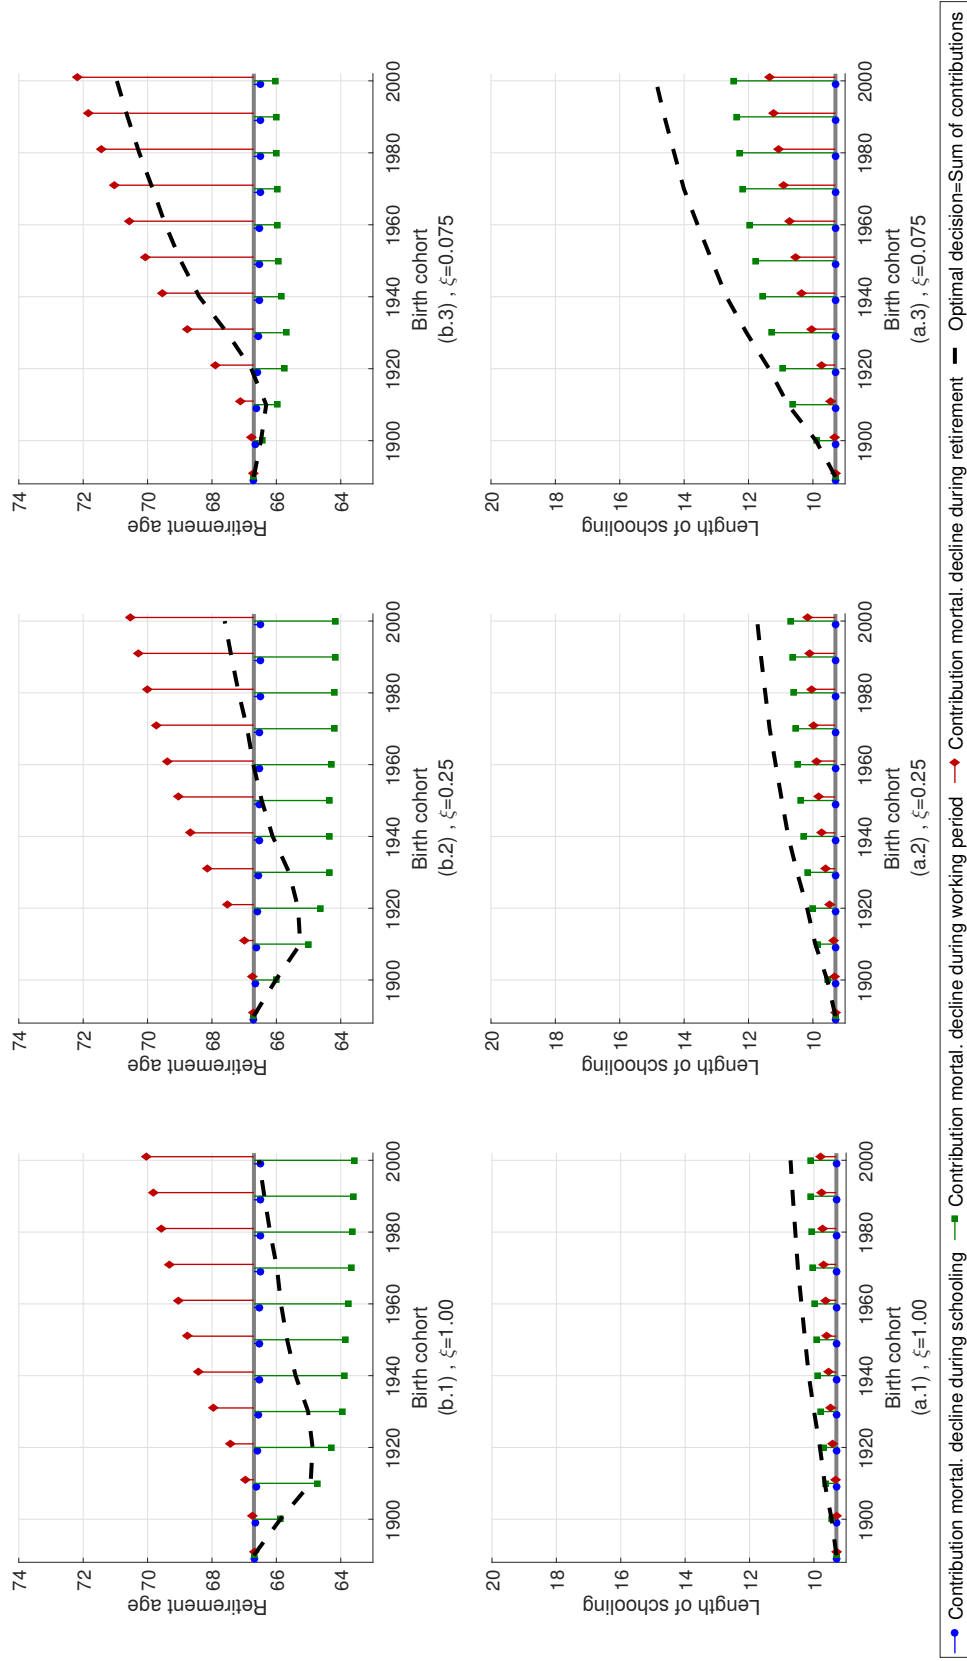 Retirement age
74
72
70
68
66
64
1900 1920 1940 1960 1980 2000
Birth cohort
(b.1) , ξ=1.00
Retirement age
74
72
70
68
66
64
1900 1920 1940 1960 1980 2000
Birth cohort
(b.2) , ξ=0.25
Retirement age
74
72
70
68
66
64
1900 1920 1940 1960 1980 2000
Birth cohort
(b.3) , ξ=0.075
Length of schooling
20
18
16
14
12
10
1900 1920 1940 1960 1980 2000
Birth cohort
(a.1) , ξ=1.00
Length of schooling
20
18
16
14
12
10
1900 1920 1940 1960 1980 2000
Birth cohort
(a.2) , ξ=0.25
Length of schooling
20
18
16
14
12
10
1900 1920 1940 1960 1980 2000
Birth cohort
(a.3) , ξ=0.075
Contribution mortal. decline during schooling Contribution mortal. decline during working period Contribution mortal. decline during retirement Optimal decision=Sum of contributions